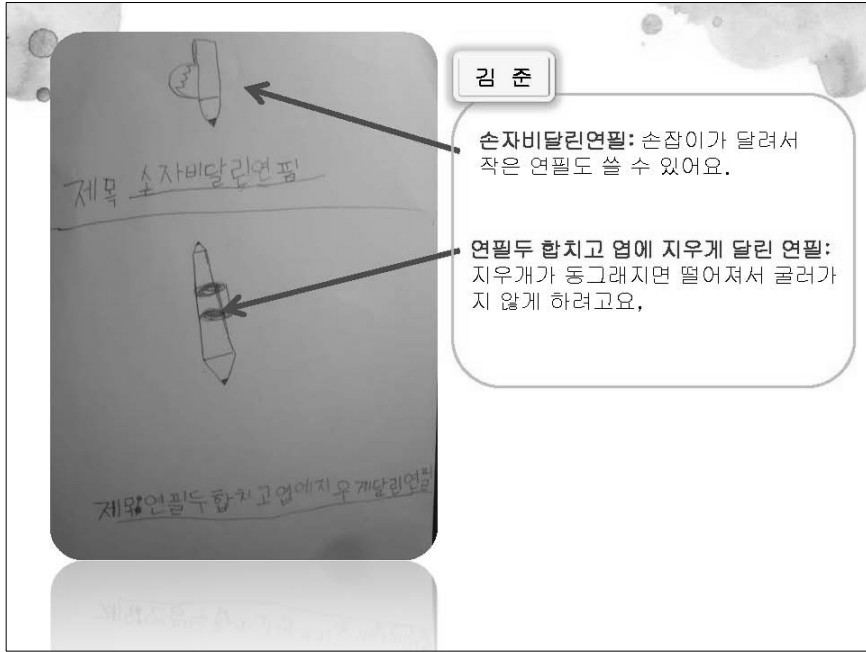 김 준
손자비달린연필: 손잡이가 달려서
작은 연필도 쓸 수 있어요.
연필두 합치고 엽에 지우게 달린 연필:
지우개가 동그래지면 떨어져서 굴러가
지 않게 하려고요,
제목 손자비달린연필
제목연필두합치고엽에지우게달린연필